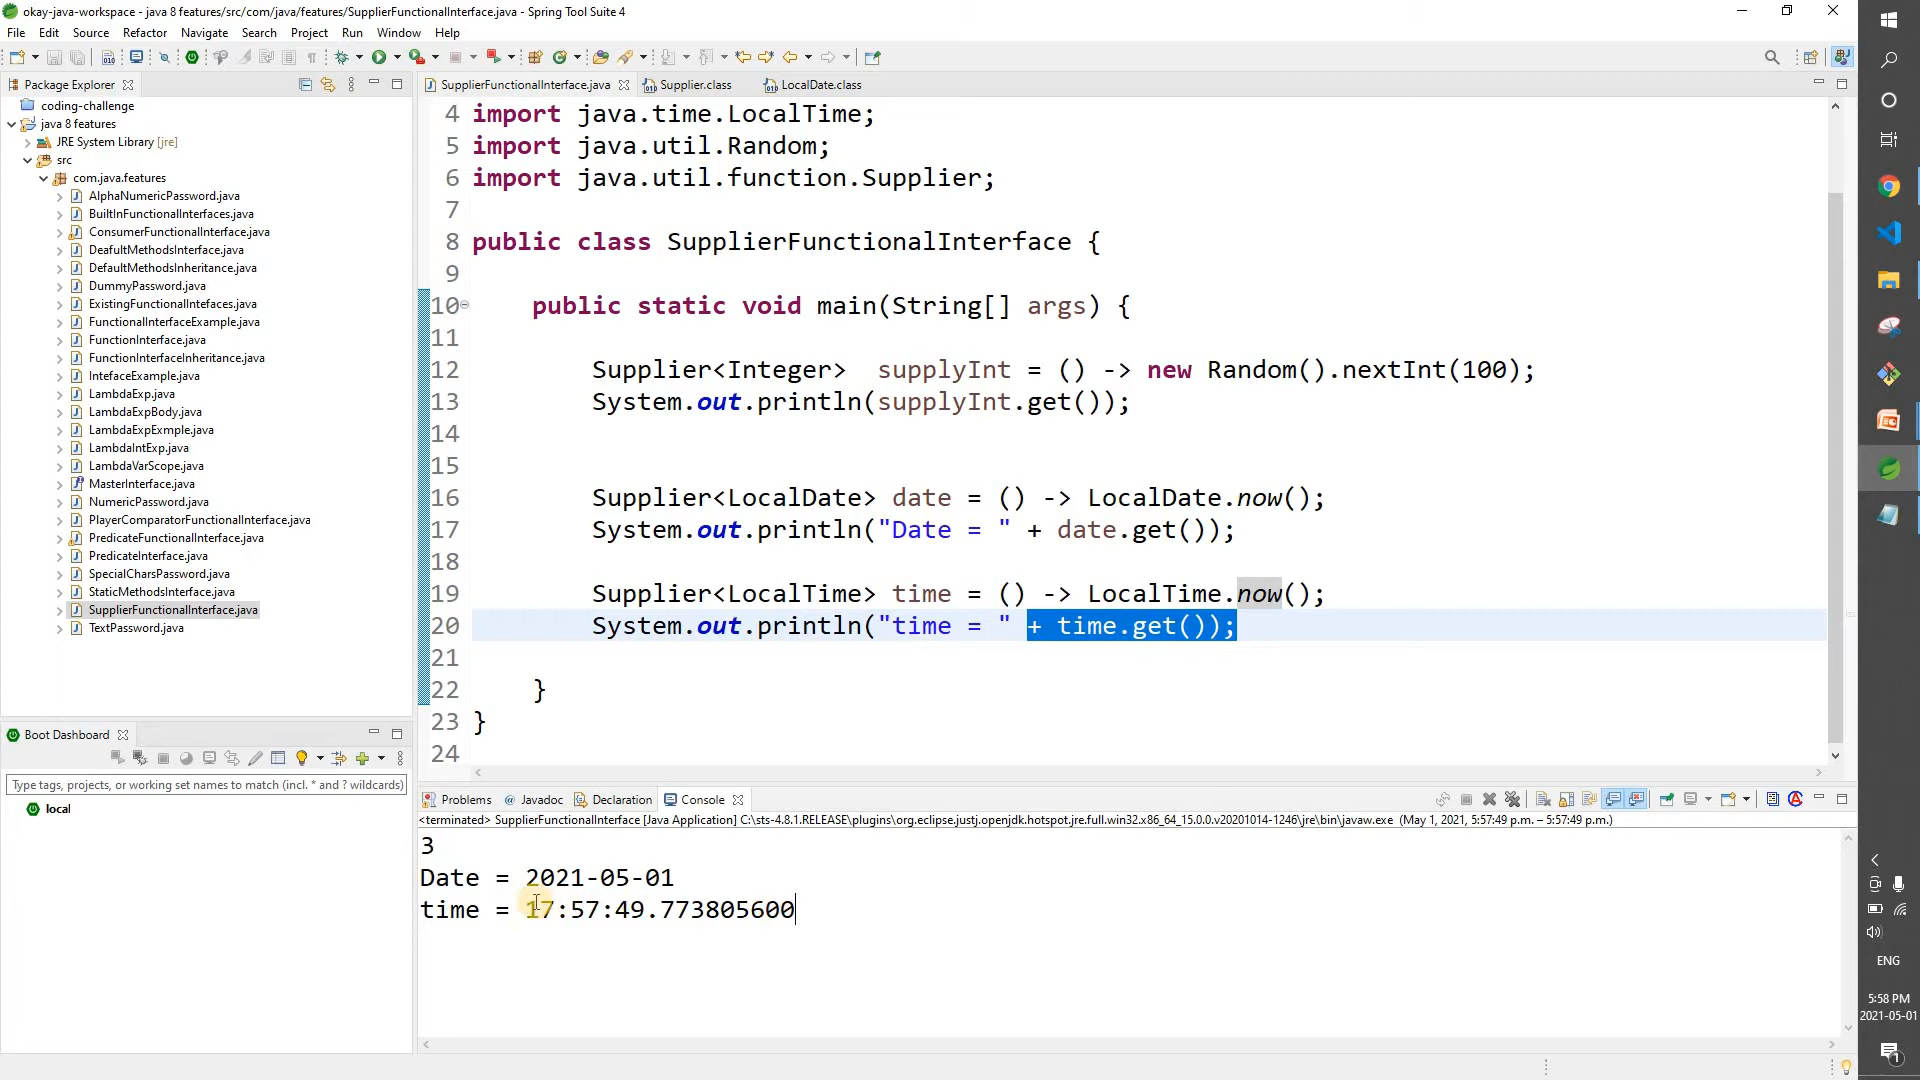 okay-java-workspace - java 8 features/src/com/java/features/SupplierFunctionalInterface.java - Spring Tool Suite 4
File Edit Source Refactor Navigate Search Project Run Window Help
Package Explorer
coding-challenge
java 8 features
JRE System Library [jre]
src
com.java.features
AlphaNumericPassword.java
BuiltInFunctionalInterfaces.java
ConsumerFunctionalInterface.java
DeafultMethodsInterface.java
DefaultMethodsInheritance.java
DummyPassword.java
ExistingFunctionalIntefaces.java
FunctionalInterfaceExample.java
FunctionInterface.java
FunctionInterfaceInheritance.java
IntefaceExample.java
LambdaExp.java
LambdaExpBody.java
LambdaExpExmple.java
LambdaIntExp.java
LambdaVarScope.java
MasterInterface.java
NumericPassword.java
PlayerComparatorFunctionalInterface.java
PredicateFunctionalInterface.java
PredicateInterface.java
SpecialCharsPassword.java
StaticMethodsInterface.java
SupplierFunctionalInterface.java
TextPassword.java
Boot Dashboard
Type tags, projects, or working set names to match (incl. * and ? wildcards)
local
SupplierFunctionalInterface.java Supplier.class LocalDate.class
4 import java.time.LocalTime;
5 import java.util.Random;
6 import java.util.function.Supplier;
7
8 public class SupplierFunctionalInterface {
9
10 public static void main(String[] args) {
11
12 Supplier<Integer> supplyInt = () -> new Random().nextInt(100);
13 System.out.println(supplyInt.get());
14
15
16 Supplier<LocalDate> date = () -> LocalDate.now();
17 System.out.println("Date = " + date.get());
18
19 Supplier<LocalTime> time = () -> LocalTime.now();
20 System.out.println("time = " + time.get());
21
22 }
23 }
24
Problems Javadoc Declaration Console
<terminated> SupplierFunctionalInterface [Java Application] C:\sts-4.8.1.RELEASE\plugins\org.eclipse.justj.openjdk.hotspot.jre.full.win32.x86_64_15.0.0.v20201014-1246\jre\bin\javaw.exe (May 1, 2021, 5:57:49 p.m. – 5:57:49 p.m.)
3
Date = 2021-05-01
time = 17:57:49.773805600
ENG
5:58 PM
2021-05-01
1